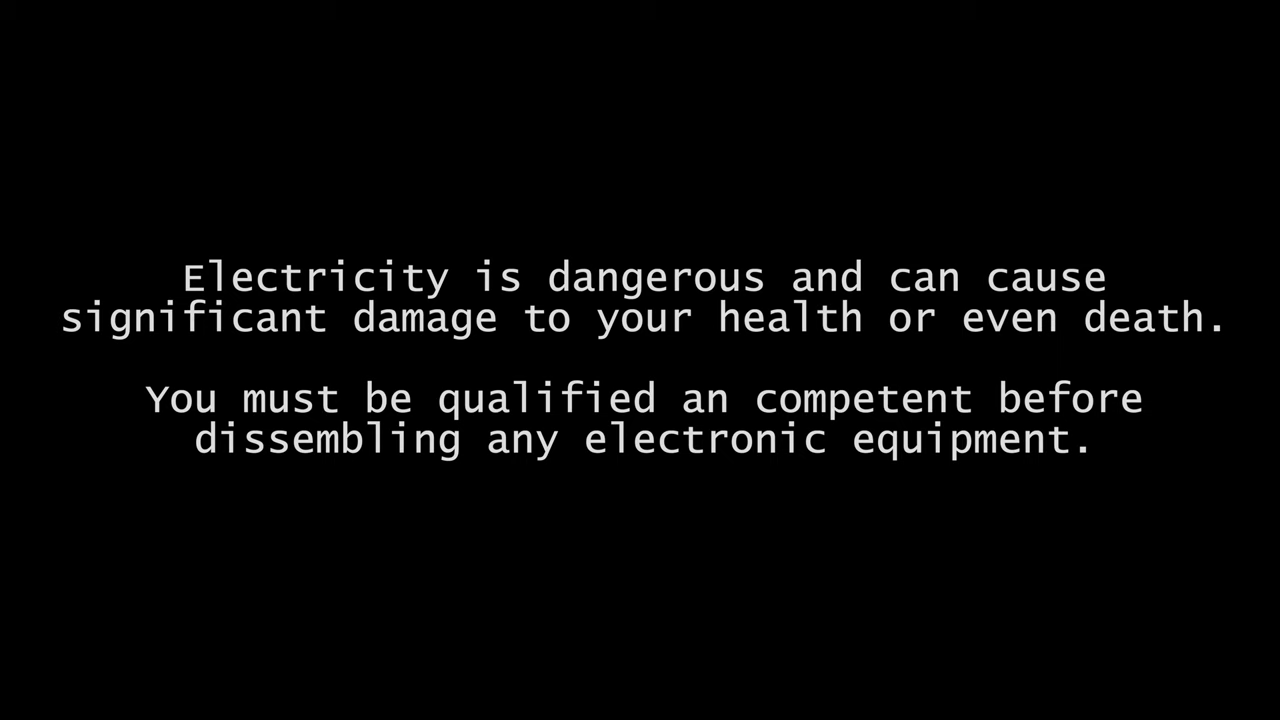 Electricity is dangerous and can cause
significant damage to your health or even death.
You must be qualified an competent before
dissembling any electronic equipment.